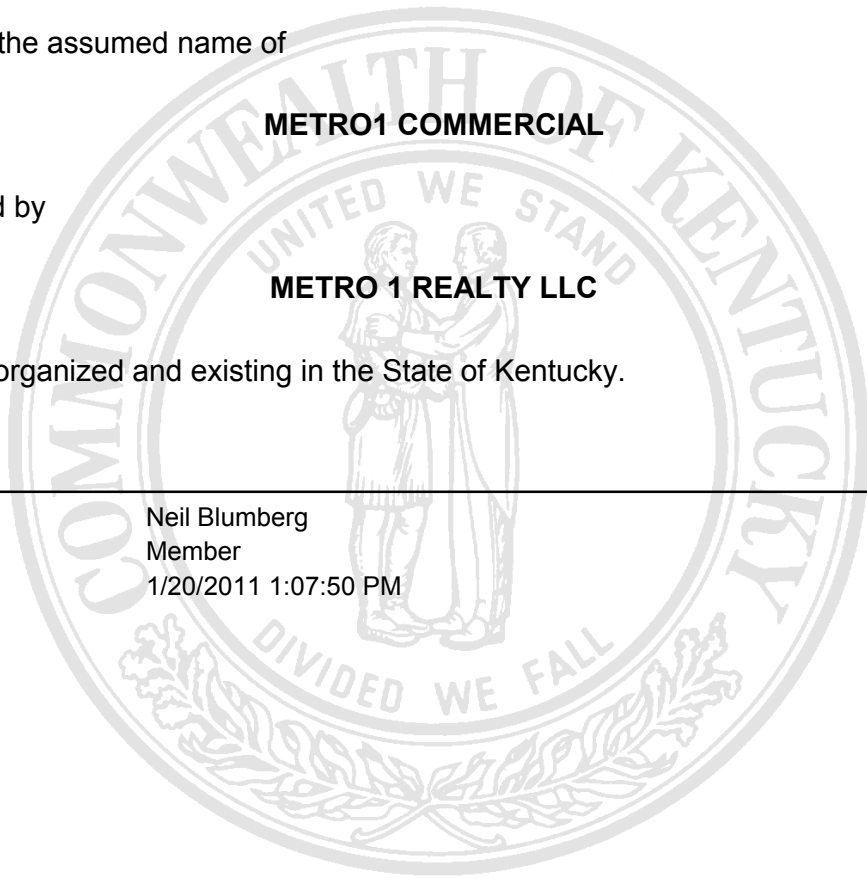 the assumed name of
METRO1 COMMERCIAL
d by
METRO 1 REALTY LLC
organized and existing in the State of Kentucky.
Neil Blumberg
Member
1/20/2011 1:07:50 PM
COMMONWEALTH OF KENTUCKY
UNITED WE STAND
DIVIDED WE FALL